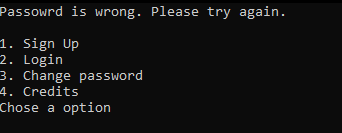 Passowrd is wrong. Please try again.
1. Sign Up
2. Login
3. Change password
4. Credits
Chose a option